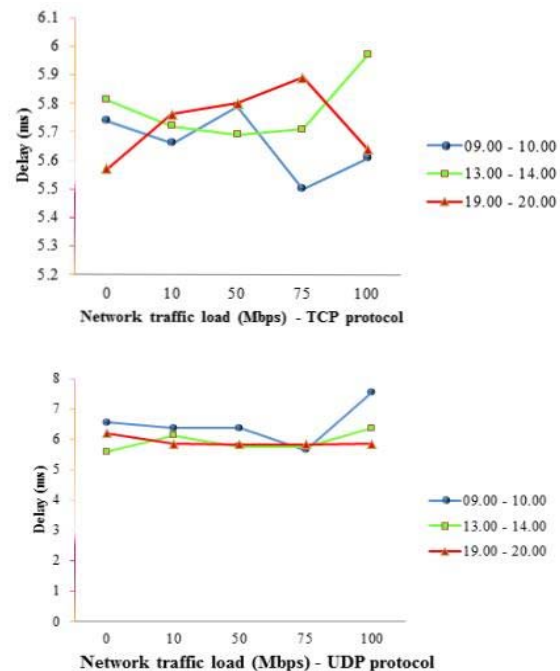 6.1
6
5.9
5.8
5.7
5.6
5.5
5.4
5.3
5.2
Delay (ms)
0 10 50 75 100
Network traffic load (Mbps) - TCP protocol
09.00 - 10.00
13.00 - 14.00
19.00 - 20.00
8
7
6
5
4
3
2
1
0
Delay (ms)
0 10 50 75 100
Network traffic load (Mbps) - UDP protocol
09.00 - 10.00
13.00 - 14.00
19.00 - 20.00